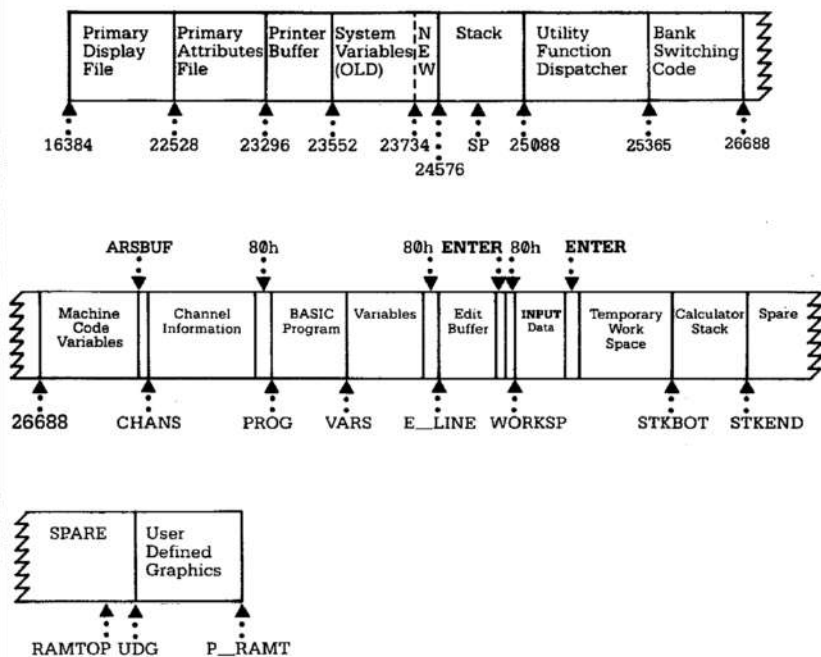 Primary Display File
Primary Attributes File
Printer Buffer
System Variables (OLD)
NEW
Stack
Utility Function Dispatcher
Bank Switching Code
16384
22528
23296
23552
23734
24576
SP
25088
25365
26688
ARSBUF
80h
80h
ENTER
80h
ENTER
Machine Code Variables
Channel Information
BASIC Program
Variables
Edit Buffer
INPUT Data
Temporary Work Space
Calculator Stack
Spare
26688
CHANS
PROG
VARS
E__LINE
WORKSP
STKBOT
STKEND
SPARE
User Defined Graphics
RAMTOP
UDG
P__RAMT